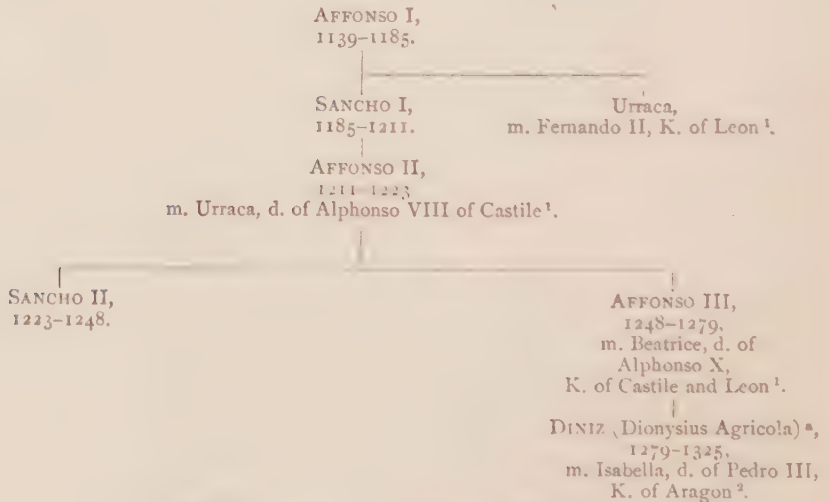 AFFONSO I,
1139–1185.
SANCHO I,
1185–1211.
Urraca,
m. Fernando II, K. of Leon ¹.
AFFONSO II,
1211–1223
m. Urraca, d. of Alphonso VIII of Castile ¹.
SANCHO II,
1223–1248.
AFFONSO III,
1248–1279,
m. Beatrice, d. of
Alphonso X,
K. of Castile and Leon ¹.
DINIZ (Dionysius Agricola) ª,
1279–1325,
m. Isabella, d. of Pedro III,
K. of Aragon ².